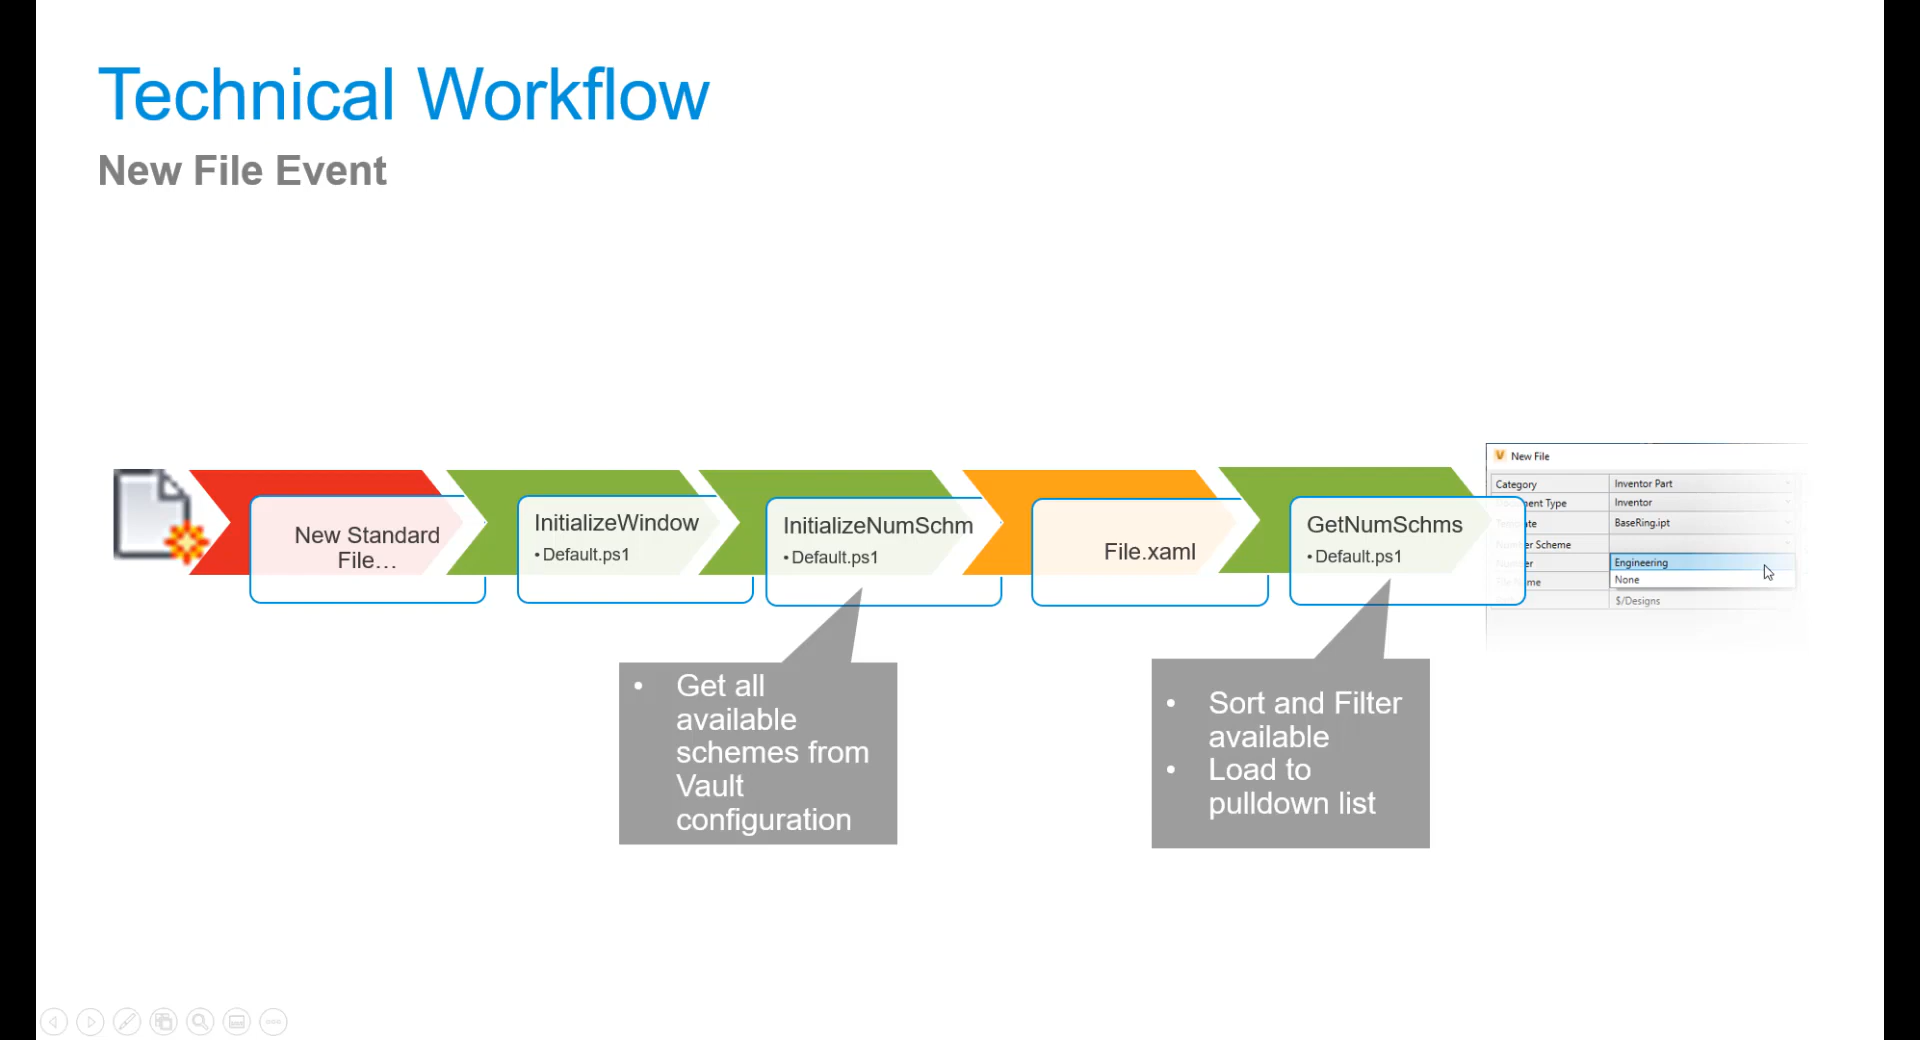 Technical Workflow
New File Event
New Standard
File...
InitializeWindow
• Default.ps1
InitializeNumSchm
• Default.ps1
File.xaml
GetNumSchms
• Default.ps1
V New File
Category Inventor Part
ment Type Inventor
te BaseRing.ipt
er Scheme
er Engineering
None
me
$/Designs
• Get all
available
schemes from
Vault
configuration
• Sort and Filter
available
• Load to
pulldown list